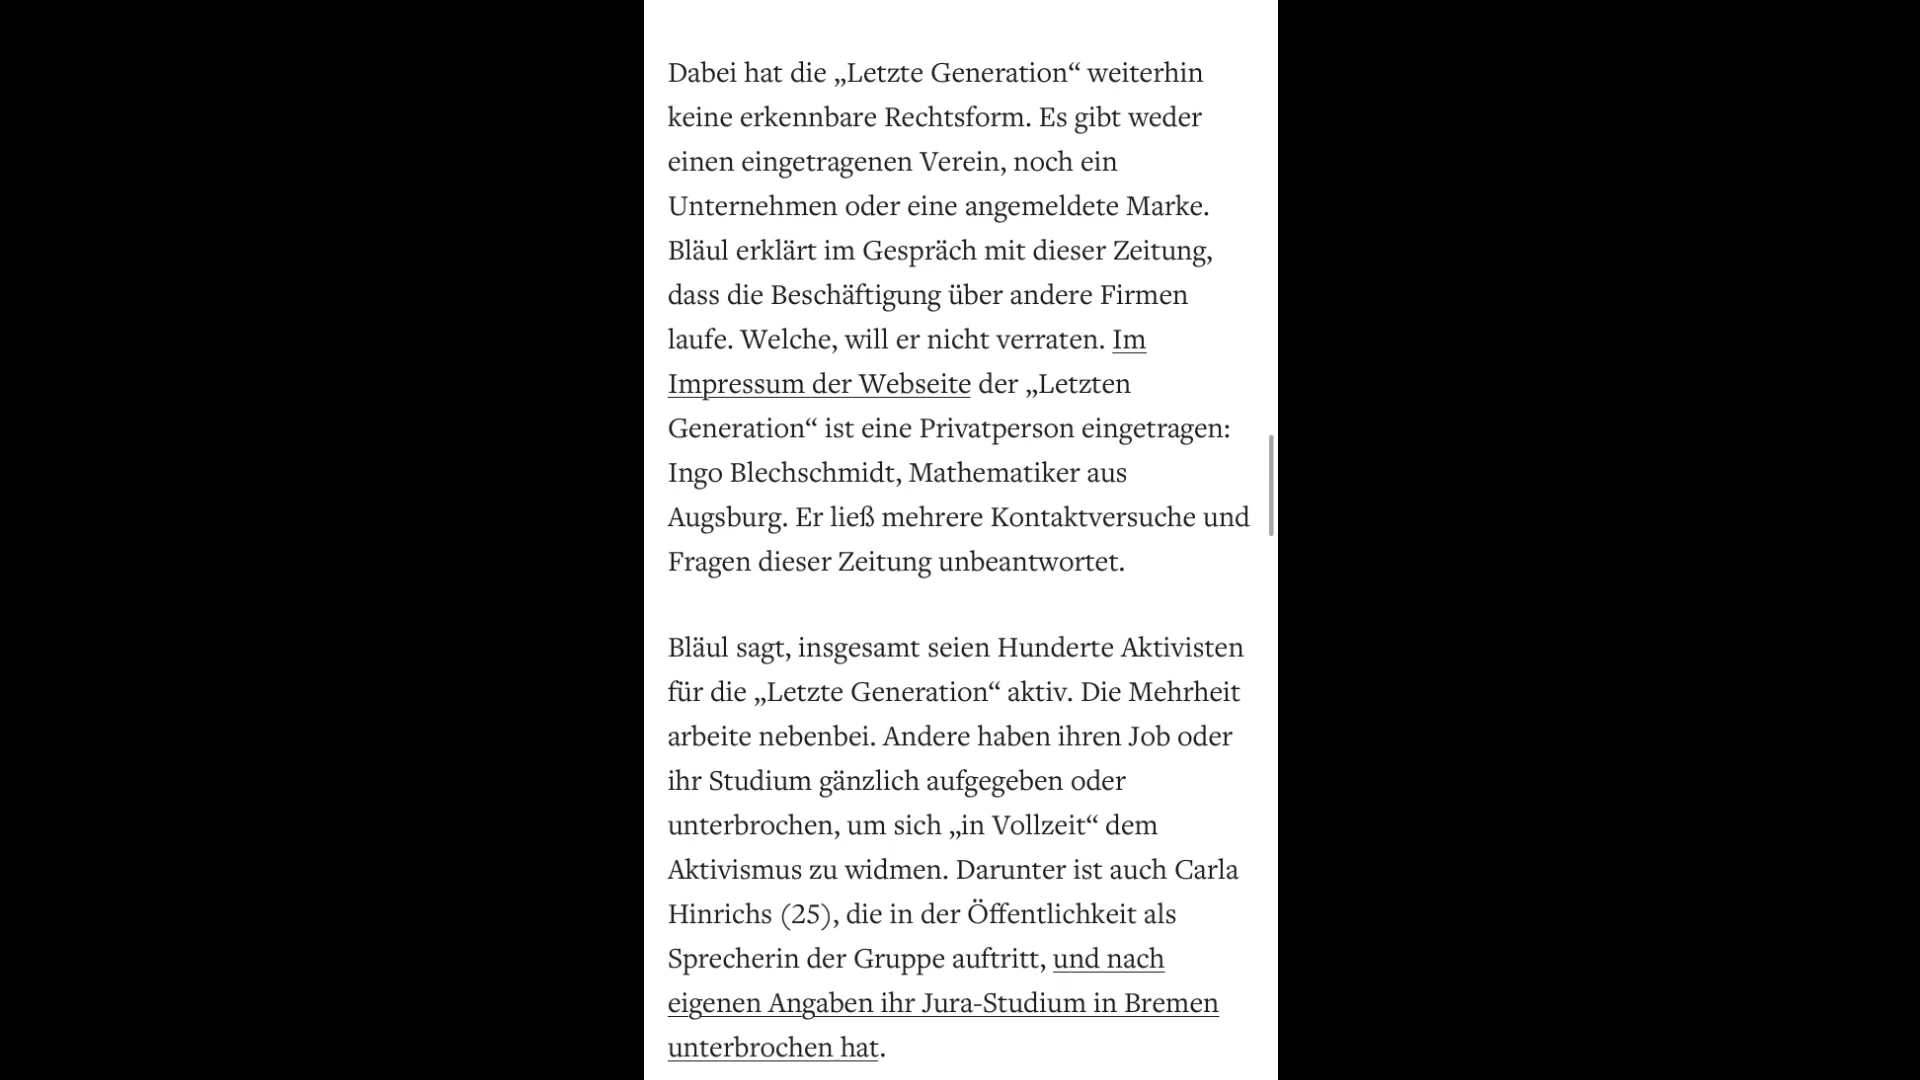 Dabei hat die „Letzte Generation“ weiterhin
keine erkennbare Rechtsform. Es gibt weder
einen eingetragenen Verein, noch ein
Unternehmen oder eine angemeldete Marke.
Bläul erklärt im Gespräch mit dieser Zeitung,
dass die Beschäftigung über andere Firmen
laufe. Welche, will er nicht verraten. Im
Impressum der Webseite der „Letzten
Generation“ ist eine Privatperson eingetragen:
Ingo Blechschmidt, Mathematiker aus
Augsburg. Er ließ mehrere Kontaktversuche und
Fragen dieser Zeitung unbeantwortet.
Bläul sagt, insgesamt seien Hunderte Aktivisten
für die „Letzte Generation“ aktiv. Die Mehrheit
arbeite nebenbei. Andere haben ihren Job oder
ihr Studium gänzlich aufgegeben oder
unterbrochen, um sich „in Vollzeit“ dem
Aktivismus zu widmen. Darunter ist auch Carla
Hinrichs (25), die in der Öffentlichkeit als
Sprecherin der Gruppe auftritt, und nach
eigenen Angaben ihr Jura-Studium in Bremen
unterbrochen hat.